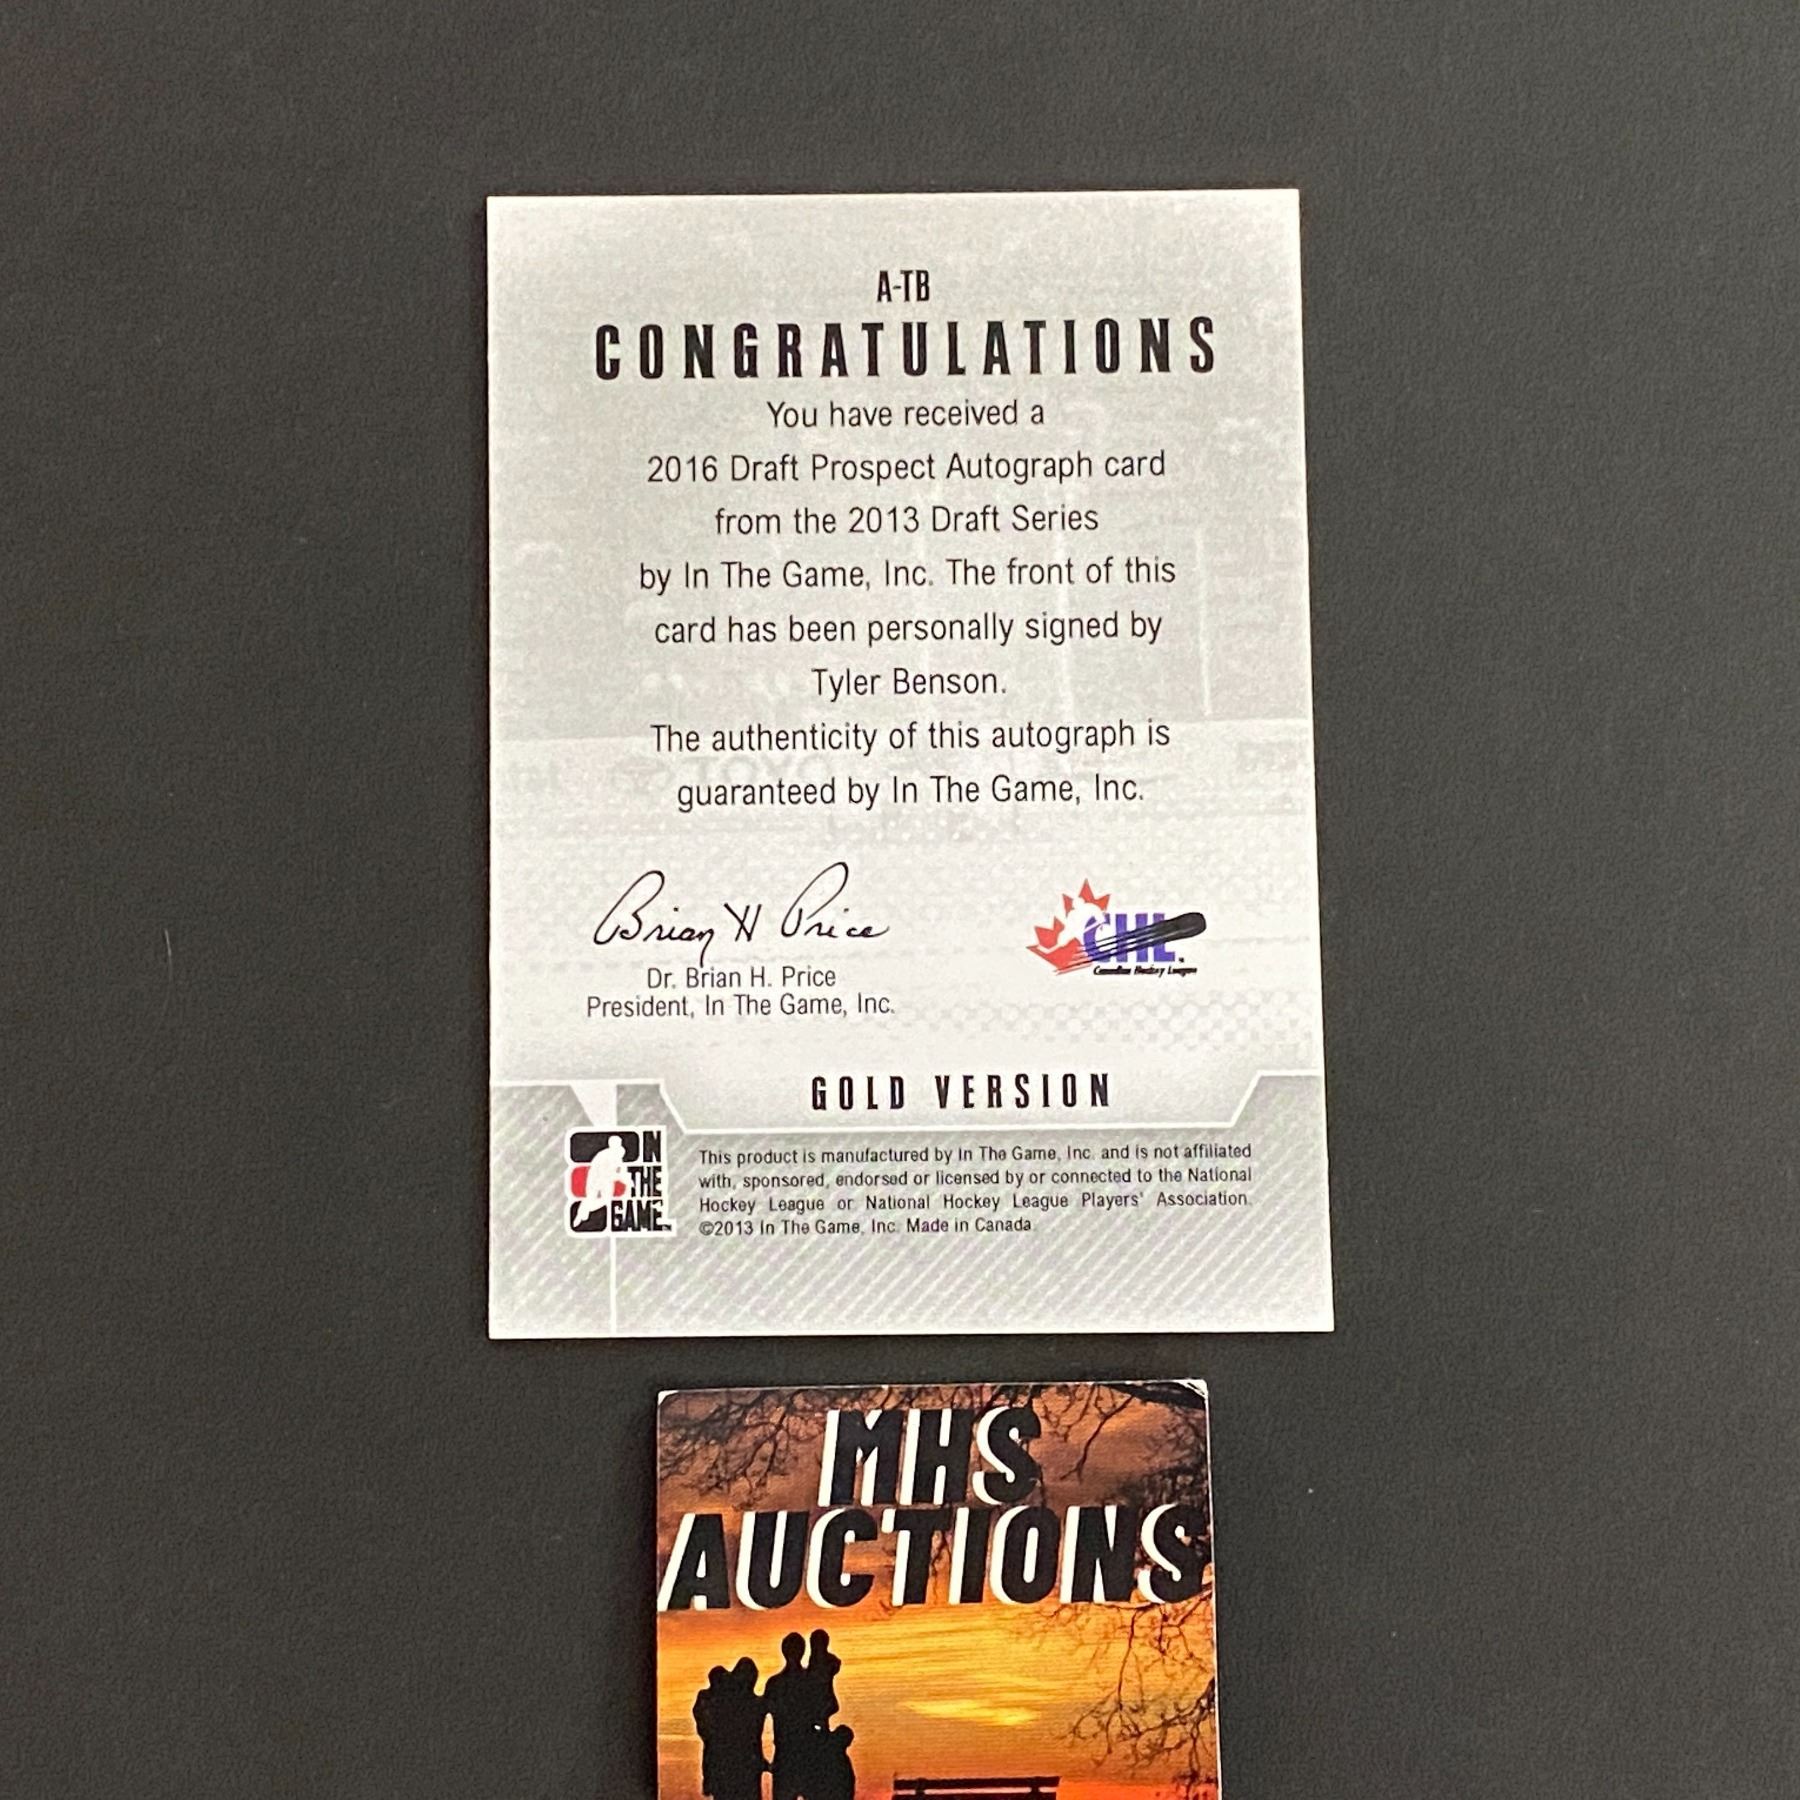 A-TB
CONGRATULATIONS
You have received a
2016 Draft Prospect Autograph card
from the 2013 Draft Series
by In The Game, Inc. The front of this
card has been personally signed by
Tyler Benson.
The authenticity of this autograph is
guaranteed by In The Game, Inc.
Brian H Price
Dr. Brian H. Price
President, In The Game, Inc.
CHL.
Canadian Hockey League
GOLD VERSION
IN
THE
GAME
This product is manufactured by In The Game, Inc. and is not affiliated
with, sponsored, endorsed or licensed by or connected to the National
Hockey League or National Hockey League Players' Association.
©2013 In The Game, Inc. Made in Canada.
MHS
AUCTIONS